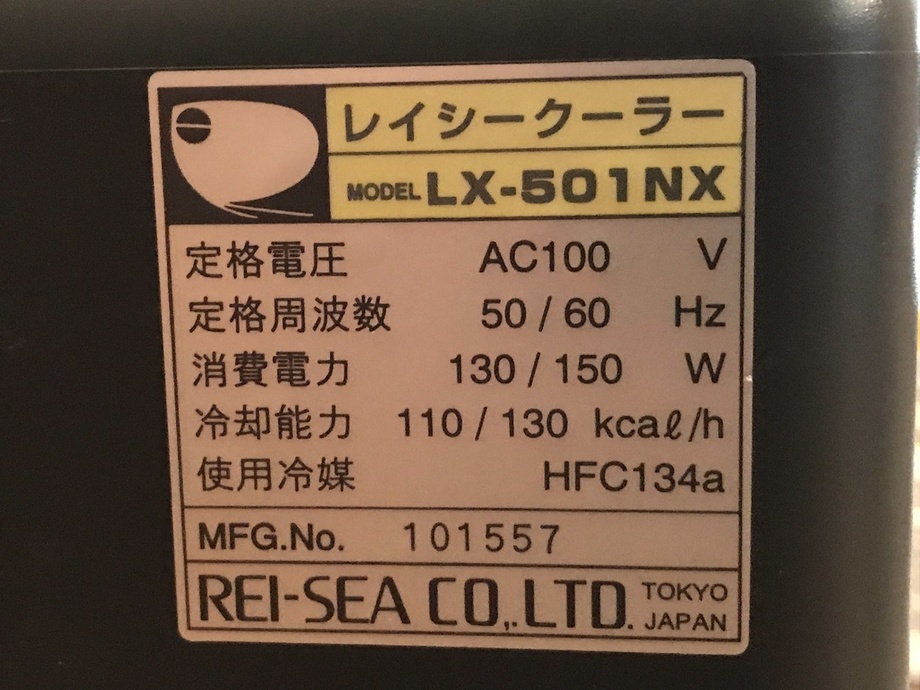 レイシークーラー
MODEL LX-501NX
定格電圧 AC100 V
定格周波数 50 / 60 Hz
消費電力 130 / 150 W
冷却能力 110 / 130 kcaℓ/h
使用冷媒 HFC134a
MFG.No. 101557
REI-SEA CO,.LTD. TOKYO JAPAN